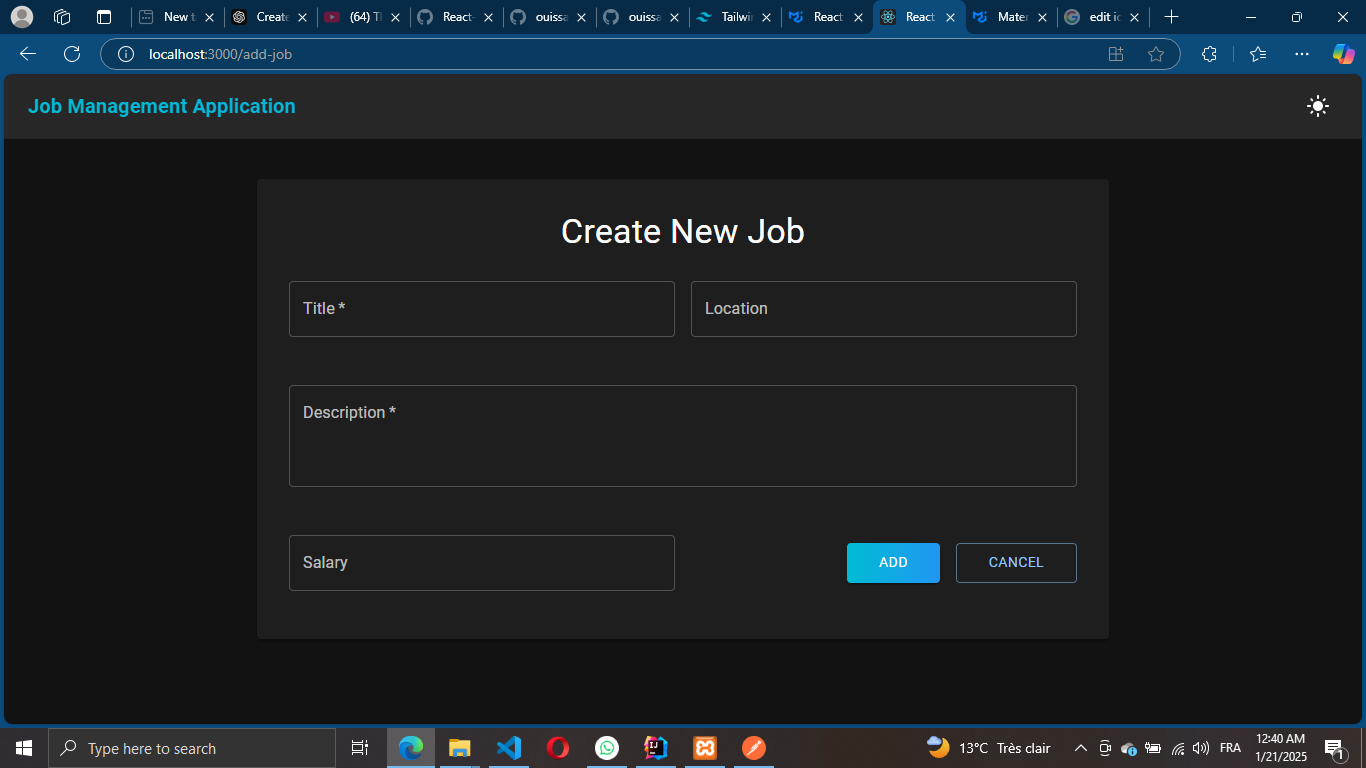 New t
Create
(64) Tl
React-
ouissa
ouissa
Tailwi
React
React
Mater
edit ic
localhost:3000/add-job
Job Management Application
Create New Job
Title *
Location
Description *
Salary
ADD
CANCEL
Type here to search
13°C Très clair
FRA
12:40 AM
1/21/2025
1